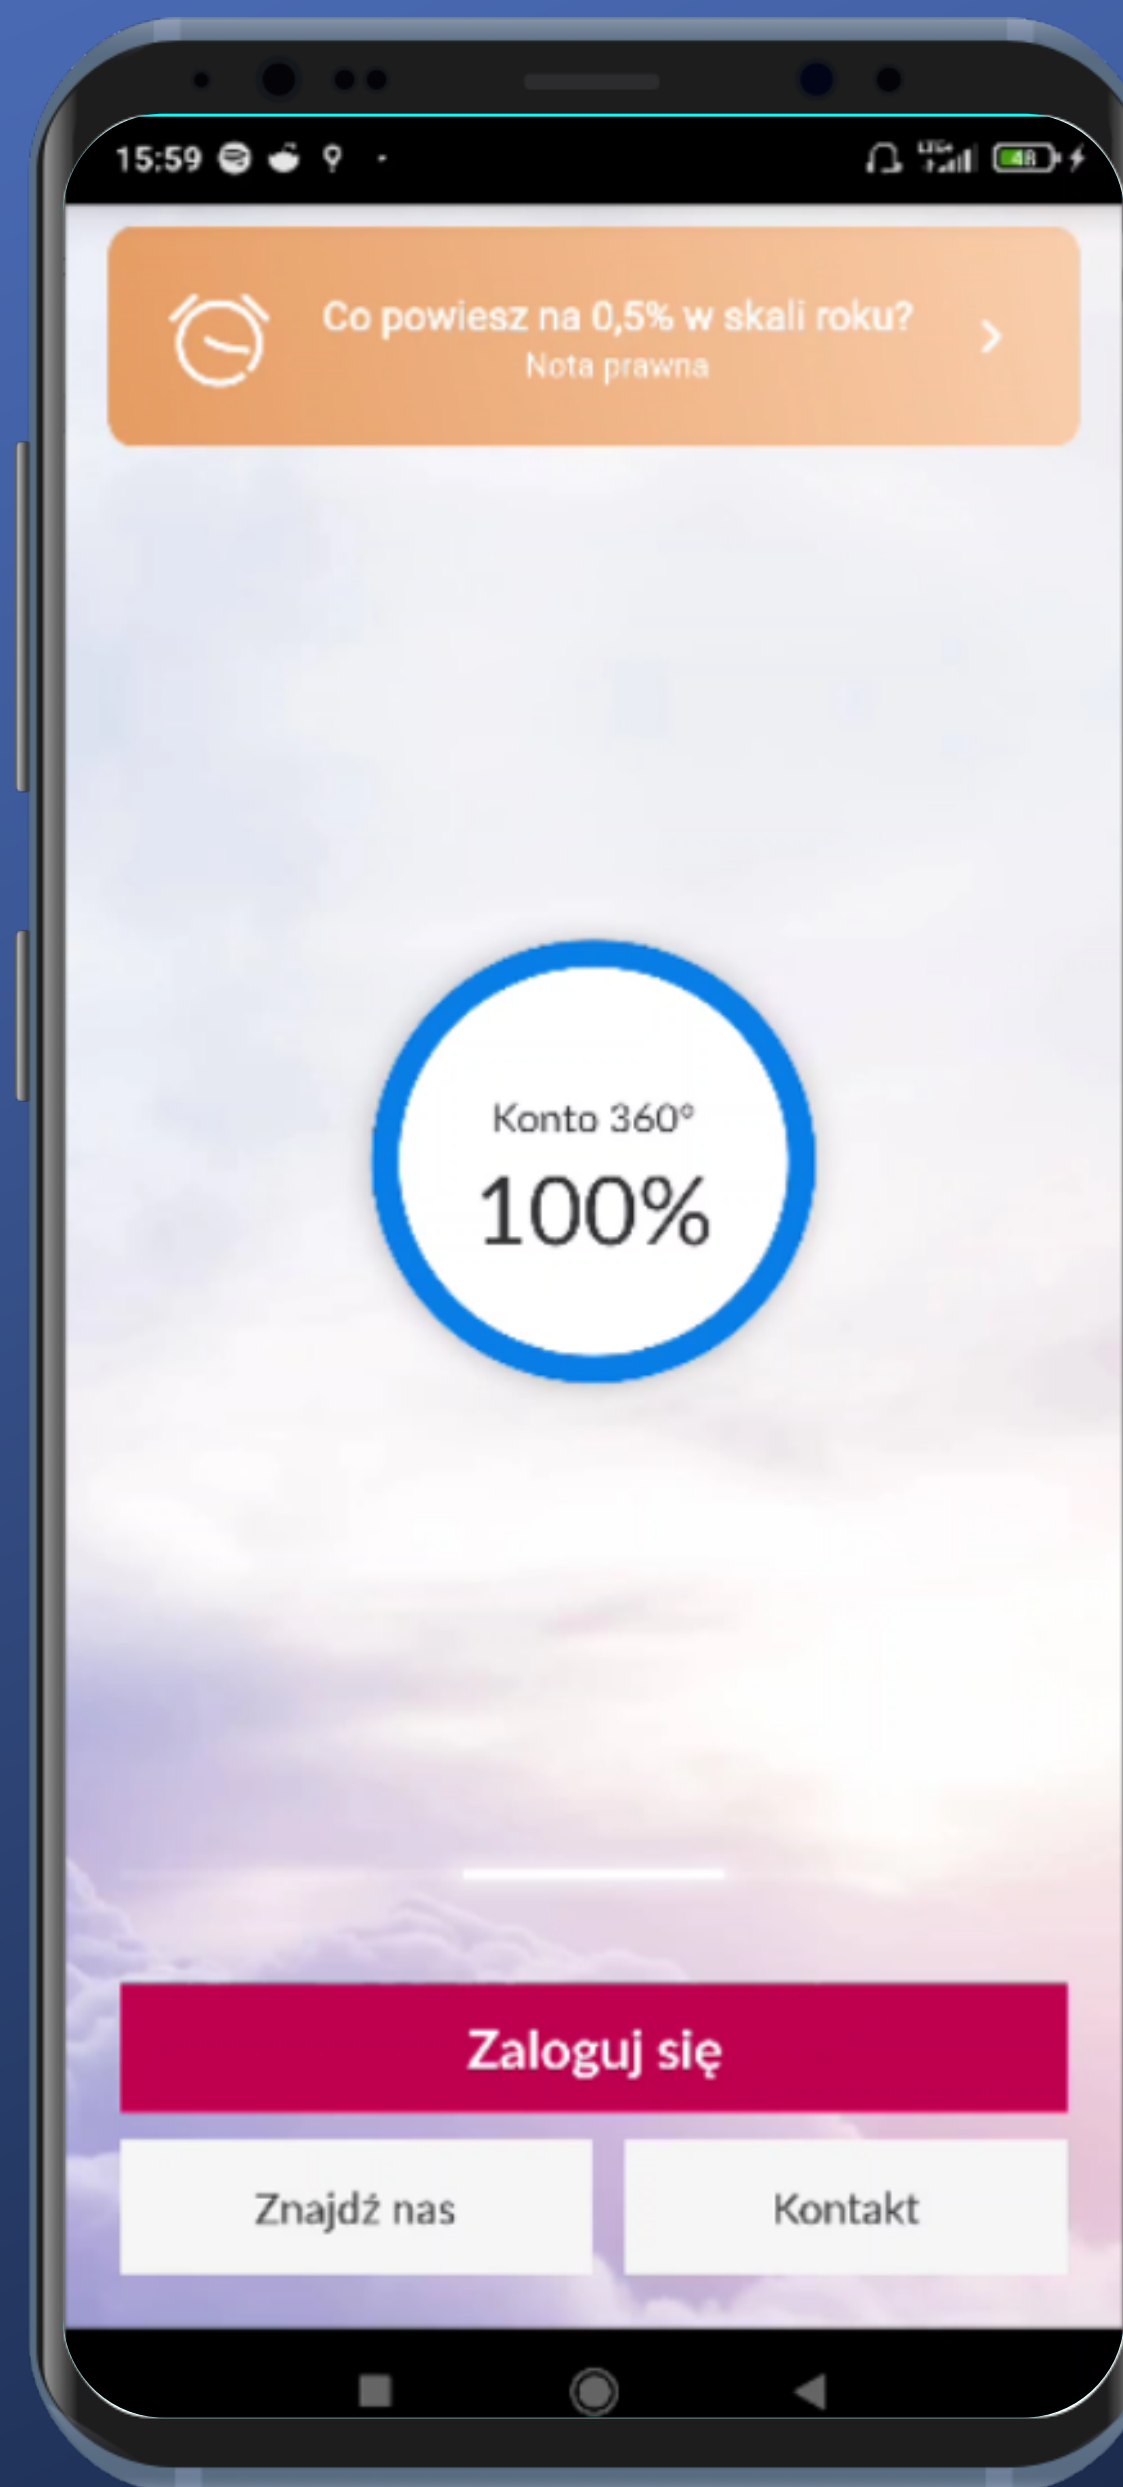 15:59
48
Co powiesz na 0,5% w skali roku?
Nota prawna
Konto 360°
100%
Zaloguj się
Znajdź nas
Kontakt